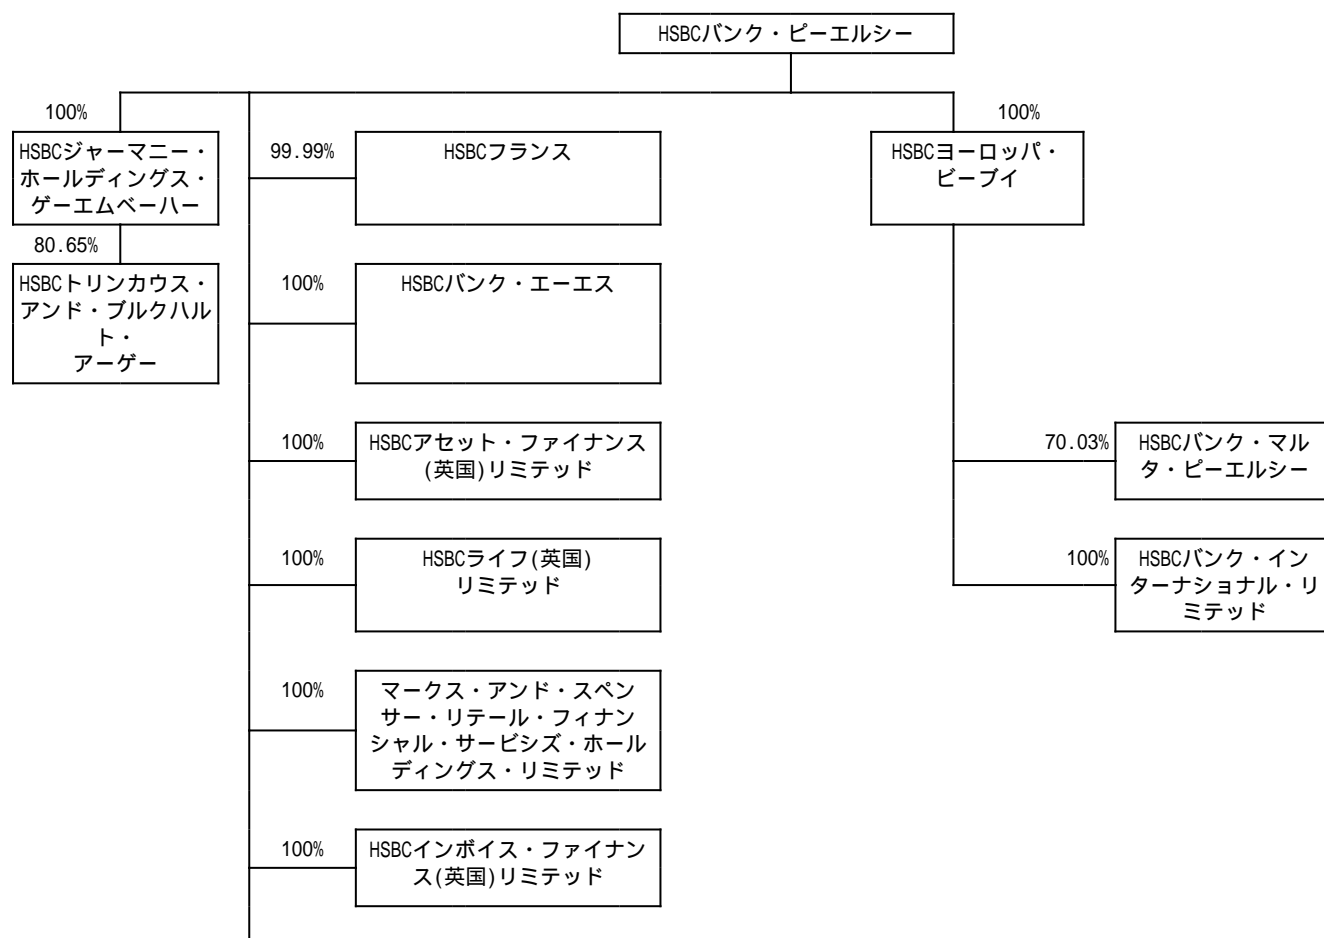 HSBCバンク・ピーエルシー
100%
HSBCジャーマニー・
ホールディングス・
ゲーエムベーハー
80.65%
HSBCトリンカウス・
アンド・ブルクハル
ト・
アーゲー
99.99%
HSBCフランス
100%
HSBCバンク・エーエス
100%
HSBCアセット・ファイナンス
(英国)リミテッド
100%
HSBCライフ(英国)
リミテッド
100%
マークス・アンド・スペン
サー・リテール・フィナン
シャル・サービシズ・ホール
ディングス・リミテッド
100%
HSBCインボイス・ファイナン
ス(英国)リミテッド
100%
HSBCヨーロッパ・
ビーブイ
70.03%
HSBCバンク・マル
タ・ピーエルシー
100%
HSBCバンク・イン
ターナショナル・リ
ミテッド